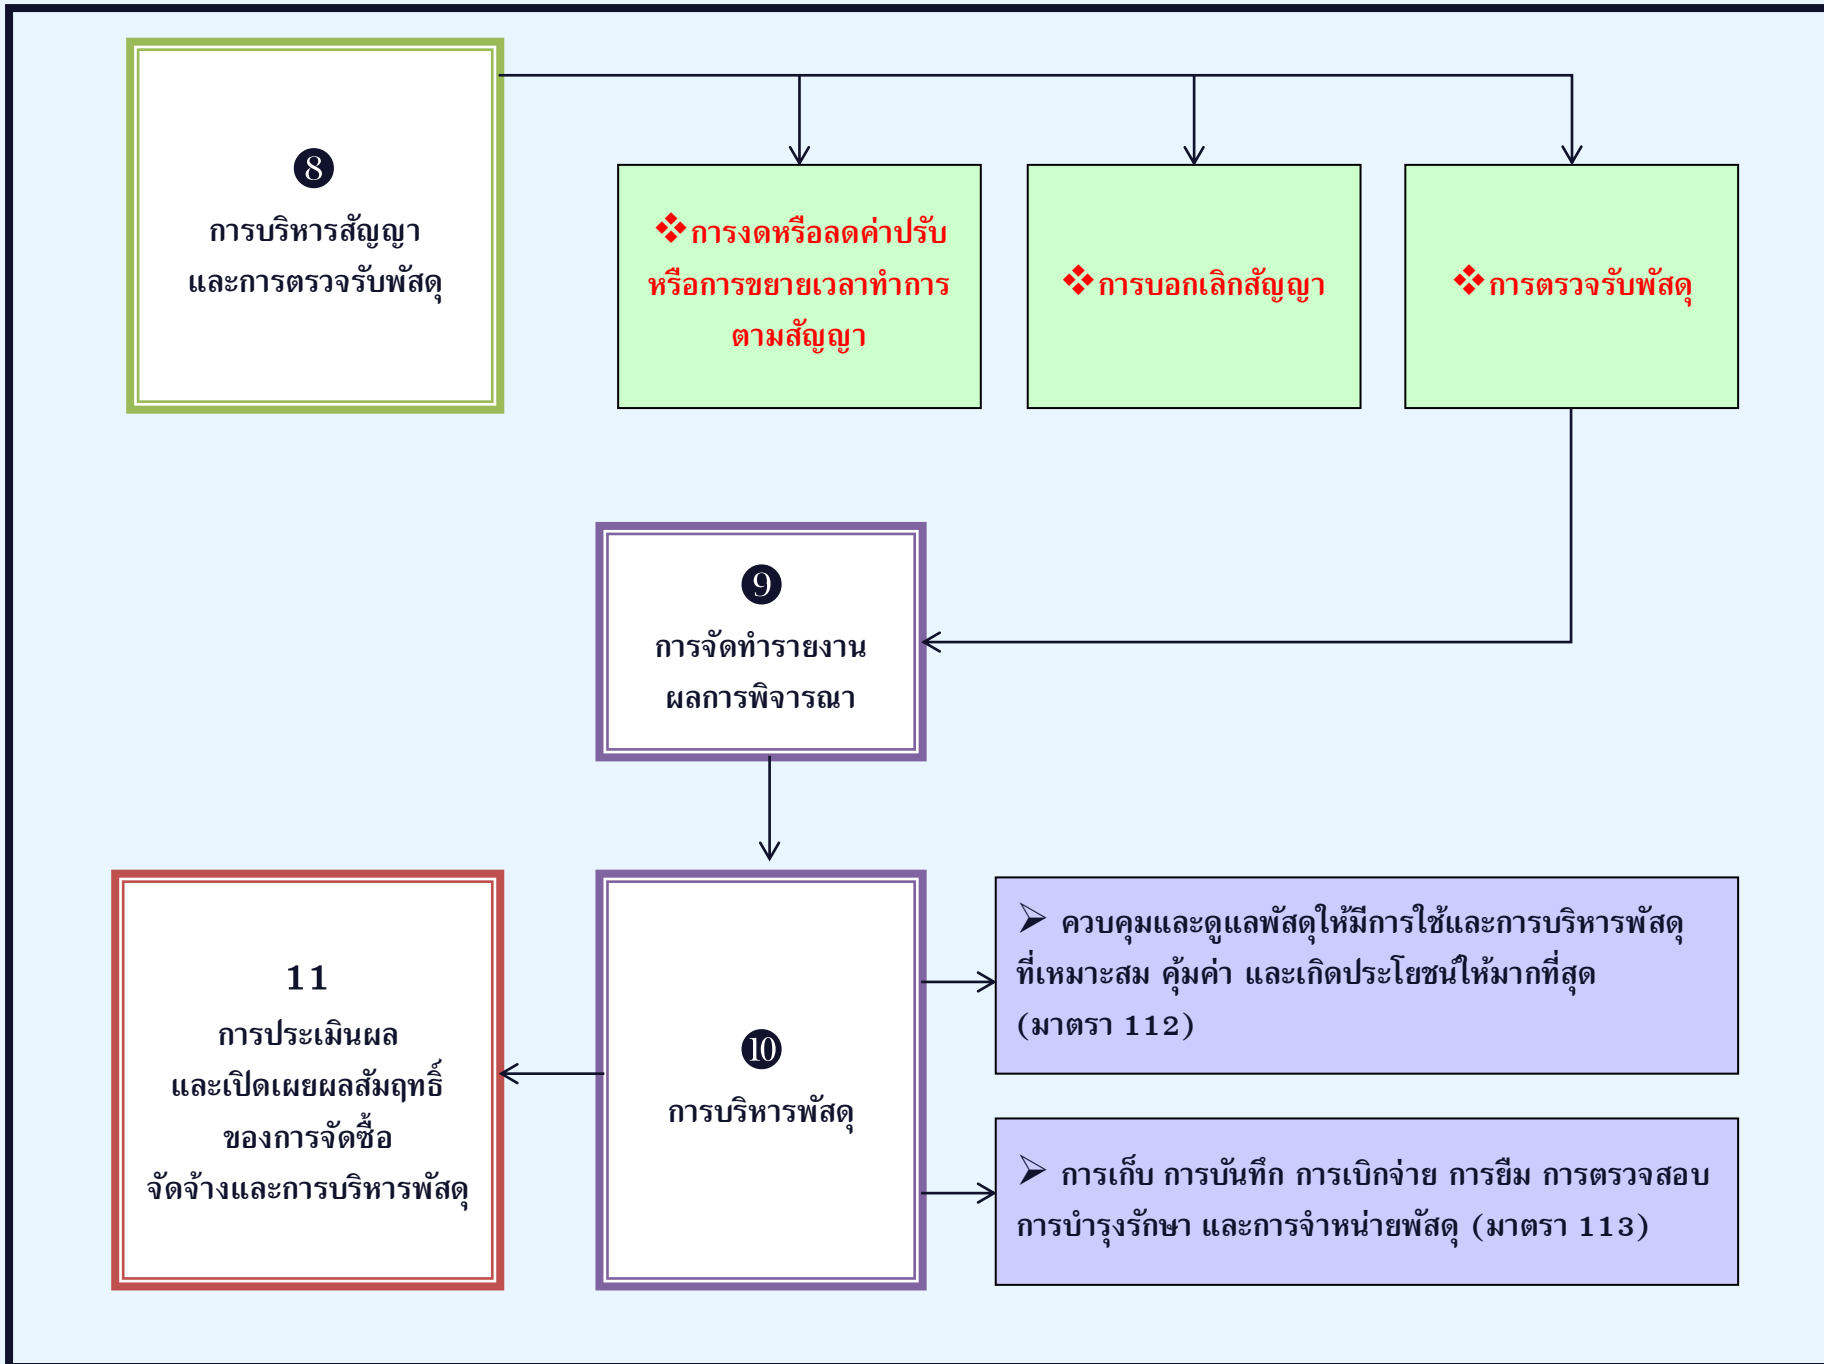 ❽
การบริหารสัญญา
และการตรวจรับพัสดุ
❖การงดหรือลดค่าปรับ
หรือการขยายเวลาทำการ
ตามสัญญา
❖การบอกเลิกสัญญา
❖การตรวจรับพัสดุ
❾
การจัดทำรายงาน
ผลการพิจารณา
❿
การบริหารพัสดุ
➢ ควบคุมและดูแลพัสดุให้มีการใช้และการบริหารพัสดุ
ที่เหมาะสม คุ้มค่า และเกิดประโยชน์ให้มากที่สุด
(มาตรา 112)
➢ การเก็บ การบันทึก การเบิกจ่าย การยืม การตรวจสอบ
การบำรุงรักษา และการจำหน่ายพัสดุ (มาตรา 113)
11
การประเมินผล
และเปิดเผยผลสัมฤทธิ์
ของการจัดซื้อ
จัดจ้างและการบริหารพัสดุ